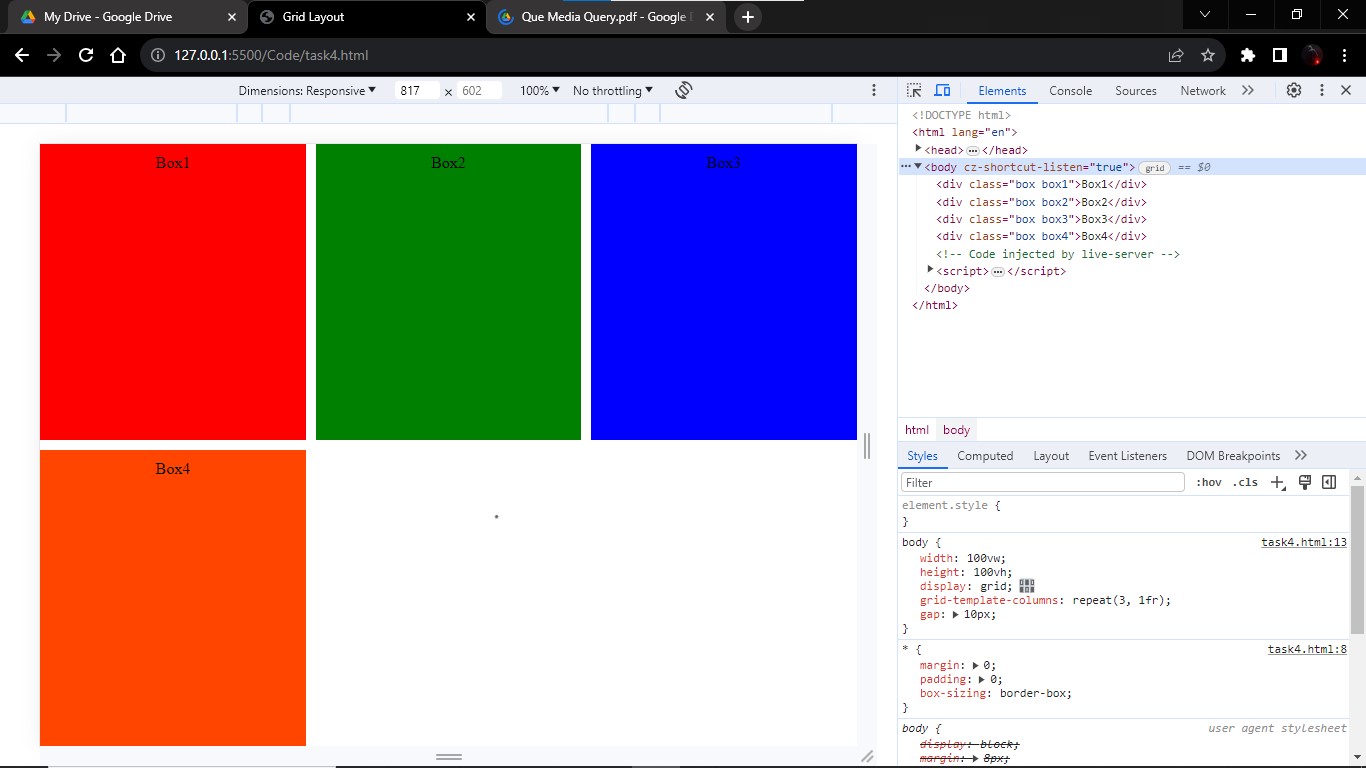 My Drive - Google Drive
Grid Layout
Que Media Query.pdf - Google
127.0.0.1:5500/Code/task4.html
Dimensions: Responsive 817 x 602 100% No throttling
Elements Console Sources Network
Box1 Box2 Box3
Box4
<!DOCTYPE html>
<html lang="en">
<head> ⋯ </head>
<body cz-shortcut-listen="true"> grid == $0
<div class="box box1">Box1</div>
<div class="box box2">Box2</div>
<div class="box box3">Box3</div>
<div class="box box4">Box4</div>
<!-- Code injected by live-server -->
<script> ⋯ </script>
</body>
</html>
html body
Styles Computed Layout Event Listeners DOM Breakpoints
Filter :hov .cls
element.style {
}
body { task4.html:13
width: 100vw;
height: 100vh;
display: grid;
grid-template-columns: repeat(3, 1fr);
gap: 10px;
}
* { task4.html:8
margin: 0;
padding: 0;
box-sizing: border-box;
}
body { user agent stylesheet
display: block;
margin: 8px;